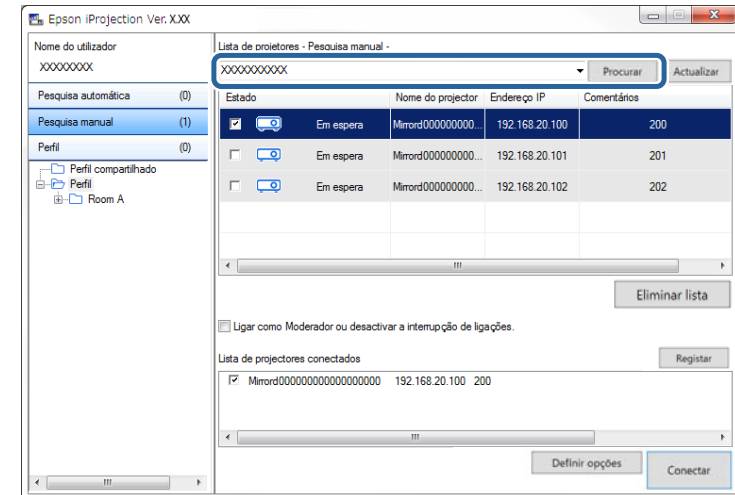 Epson iProjection Ver. X.XX
Nome do utilizador
XXXXXXXX
Pesquisa automática (0)
Pesquisa manual (1)
Perfil (0)
Perfil compartilhado
Perfil
Room A
Lista de projetores - Pesquisa manual -
XXXXXXXXXX Procurar Actualizar
Estado Nome do projector Endereço IP Comentários
Em espera Mirrord000000000... 192.168.20.100 200
Em espera Mirrord000000000... 192.168.20.101 201
Em espera Mirrord000000000... 192.168.20.102 202
Eliminar lista
Ligar como Moderador ou desactivar a interrupção de ligações.
Lista de projectores conectados Registar
Mirrord000000000000000000 192.168.20.100 200
Definir opções Conectar